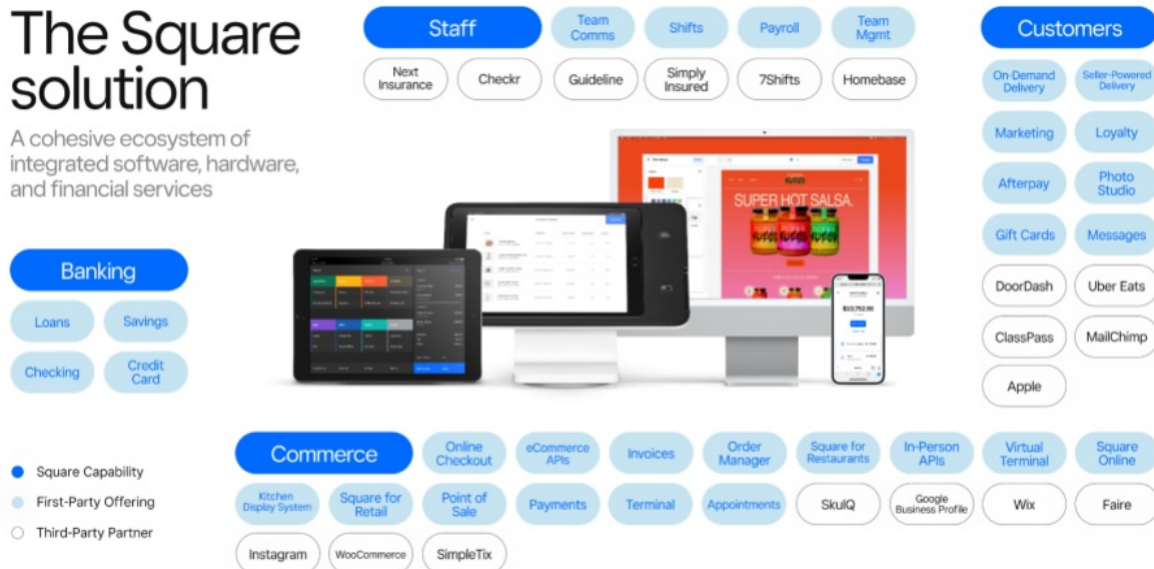 The Square
solution
A cohesive ecosystem of
integrated software, hardware,
and financial services
Staff
Team
Comms
Shifts
Payroll
Team
Mgmt
Next
Insurance
Checkr
Guideline
Simply
Insured
7Shifts
Homebase
Customers
On-Demand
Delivery
Seller-Powered
Delivery
Marketing
Loyalty
Afterpay
Photo
Studio
Gift Cards
Messages
DoorDash
Uber Eats
ClassPass
MailChimp
Apple
SUPER HOT SALSA.
Banking
Loans
Savings
Checking
Credit
Card
Square Capability
First-Party Offering
Third-Party Partner
Commerce
Online
Checkout
eCommerce
APIs
Invoices
Order
Manager
Square for
Restaurants
In-Person
APIs
Virtual
Terminal
Square
Online
Kitchen
Display System
Square for
Retail
Point of
Sale
Payments
Terminal
Appointments
SkulQ
Google
Business Profile
Wix
Faire
Instagram
WooCommerce
SimpleTix